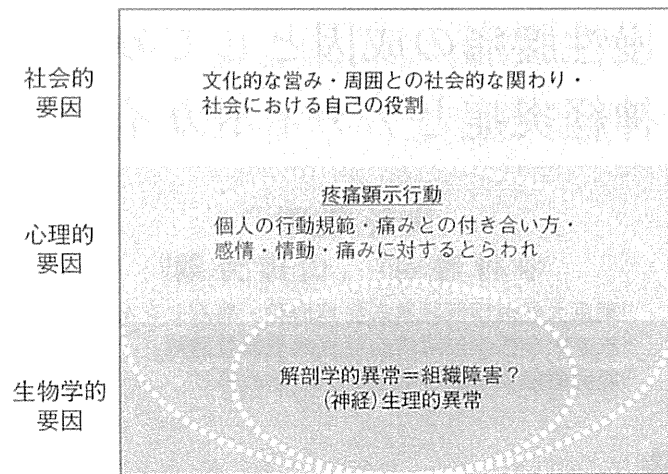 社会的
要因
文化的な営み・周囲との社会的な関わり・
社会における自己の役割
心理的
要因
疼痛顕示行動
個人の行動規範・痛みとの付き合い方・
感情・情動・痛みに対するとらわれ
生物学的
要因
解剖学的異常＝組織障害？
(神経)生理的異常